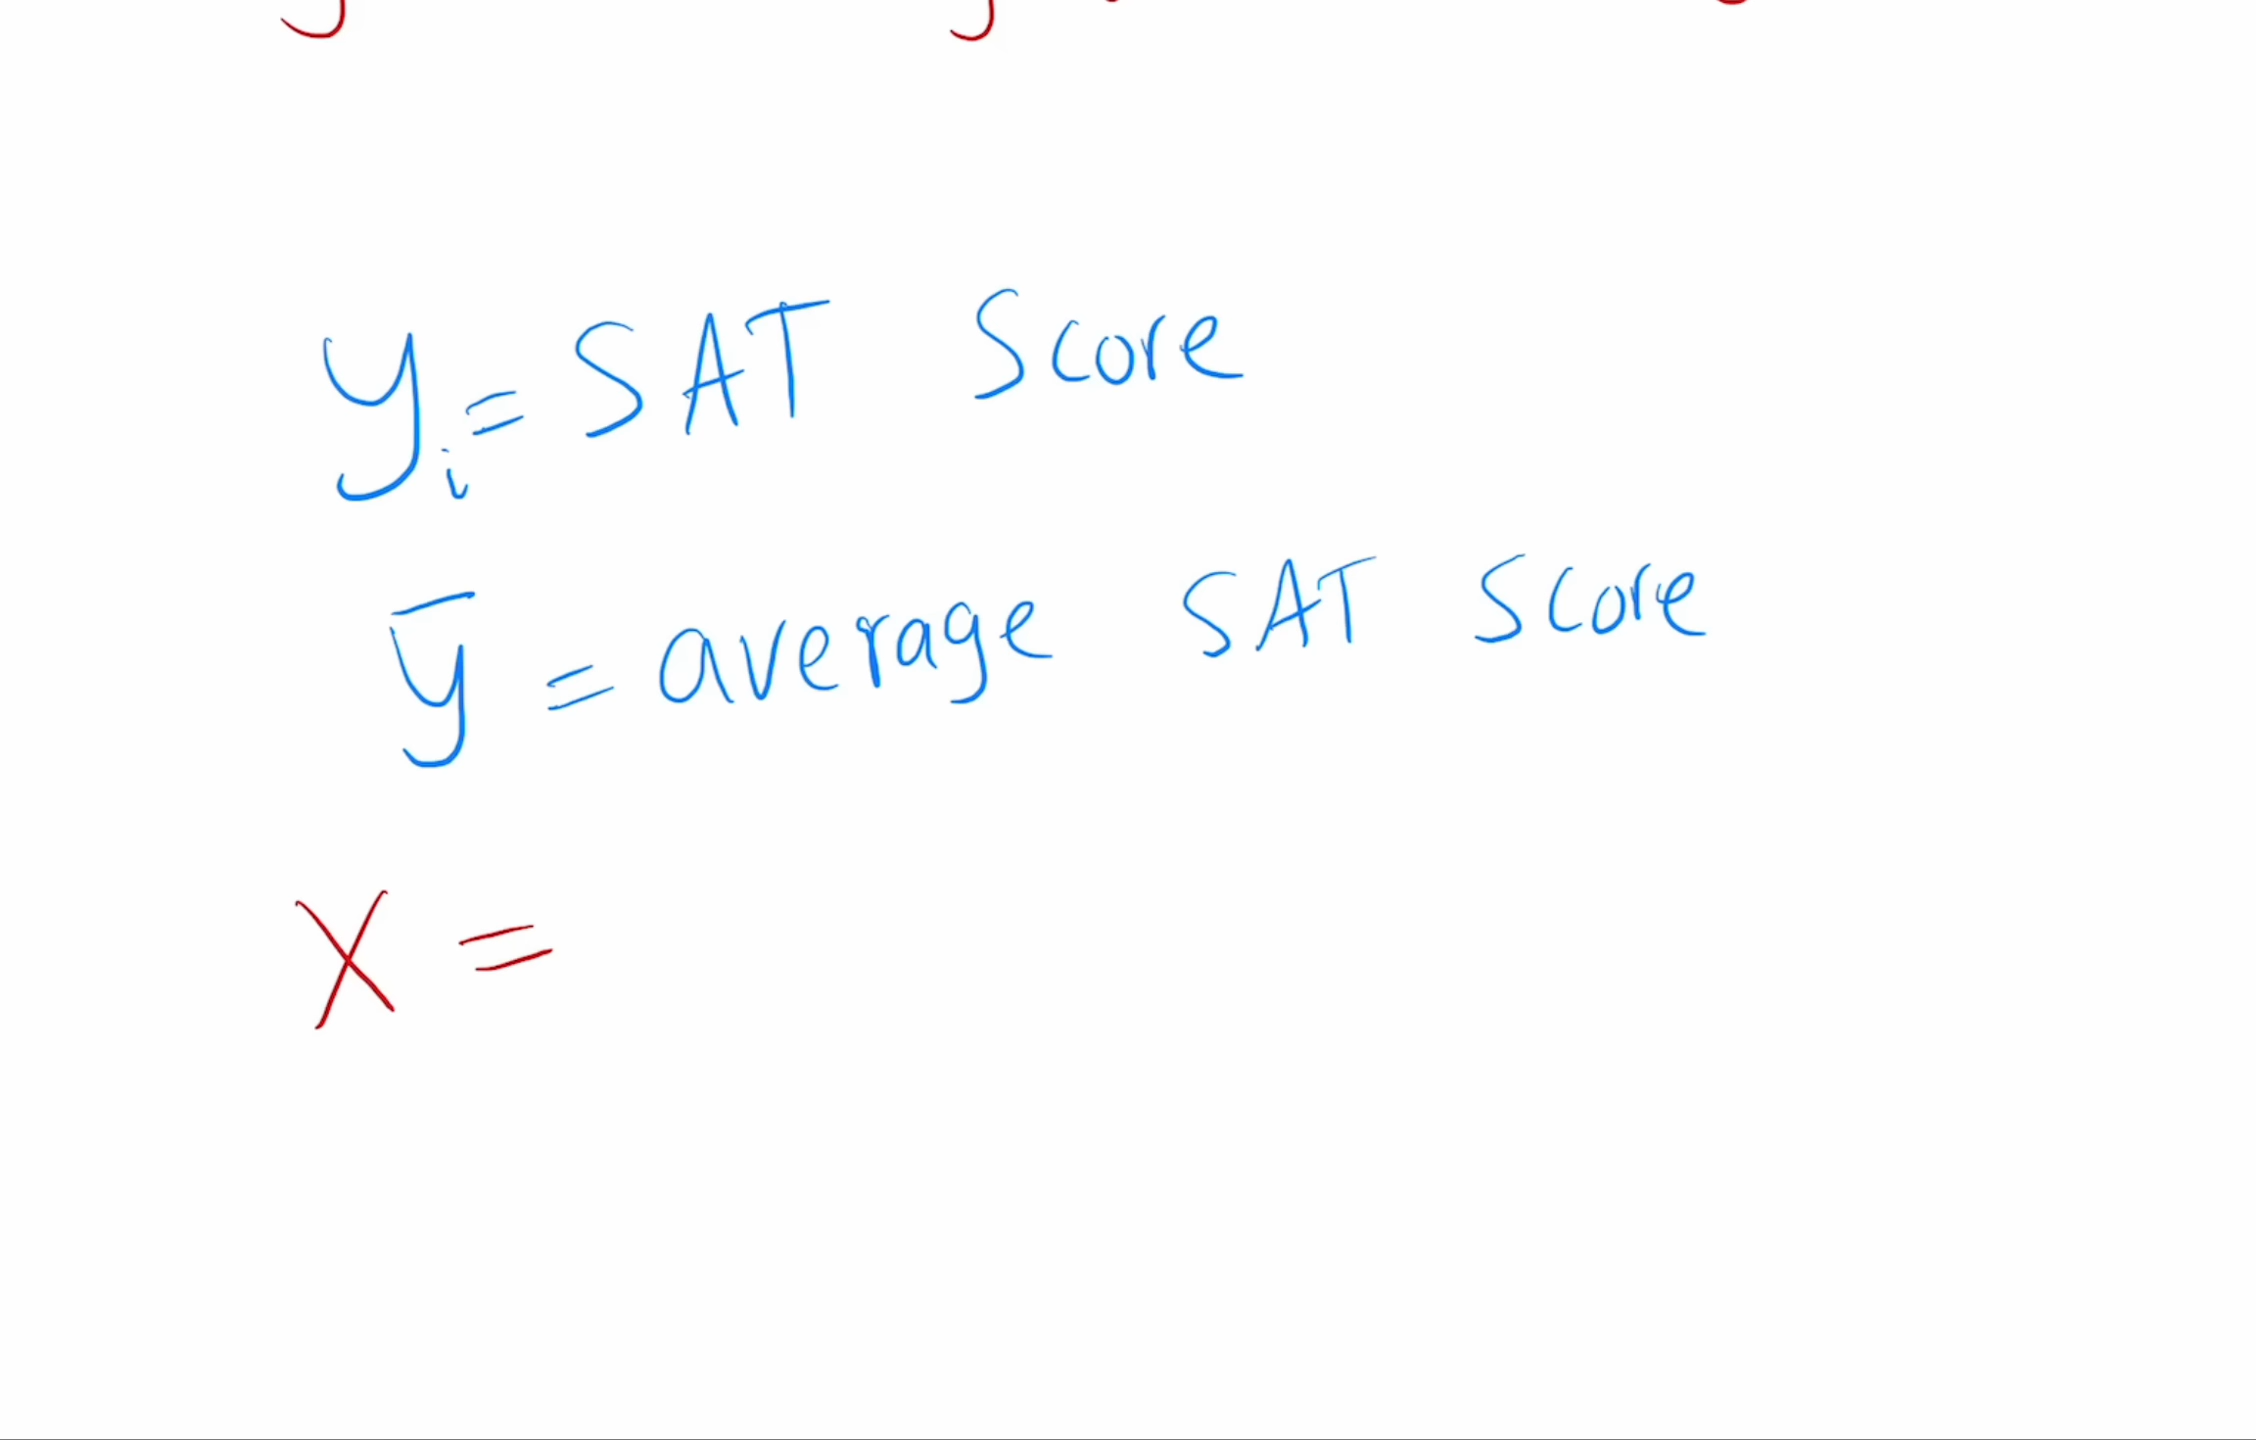 yᵢ = SAT Score
ȳ = average SAT Score
X =